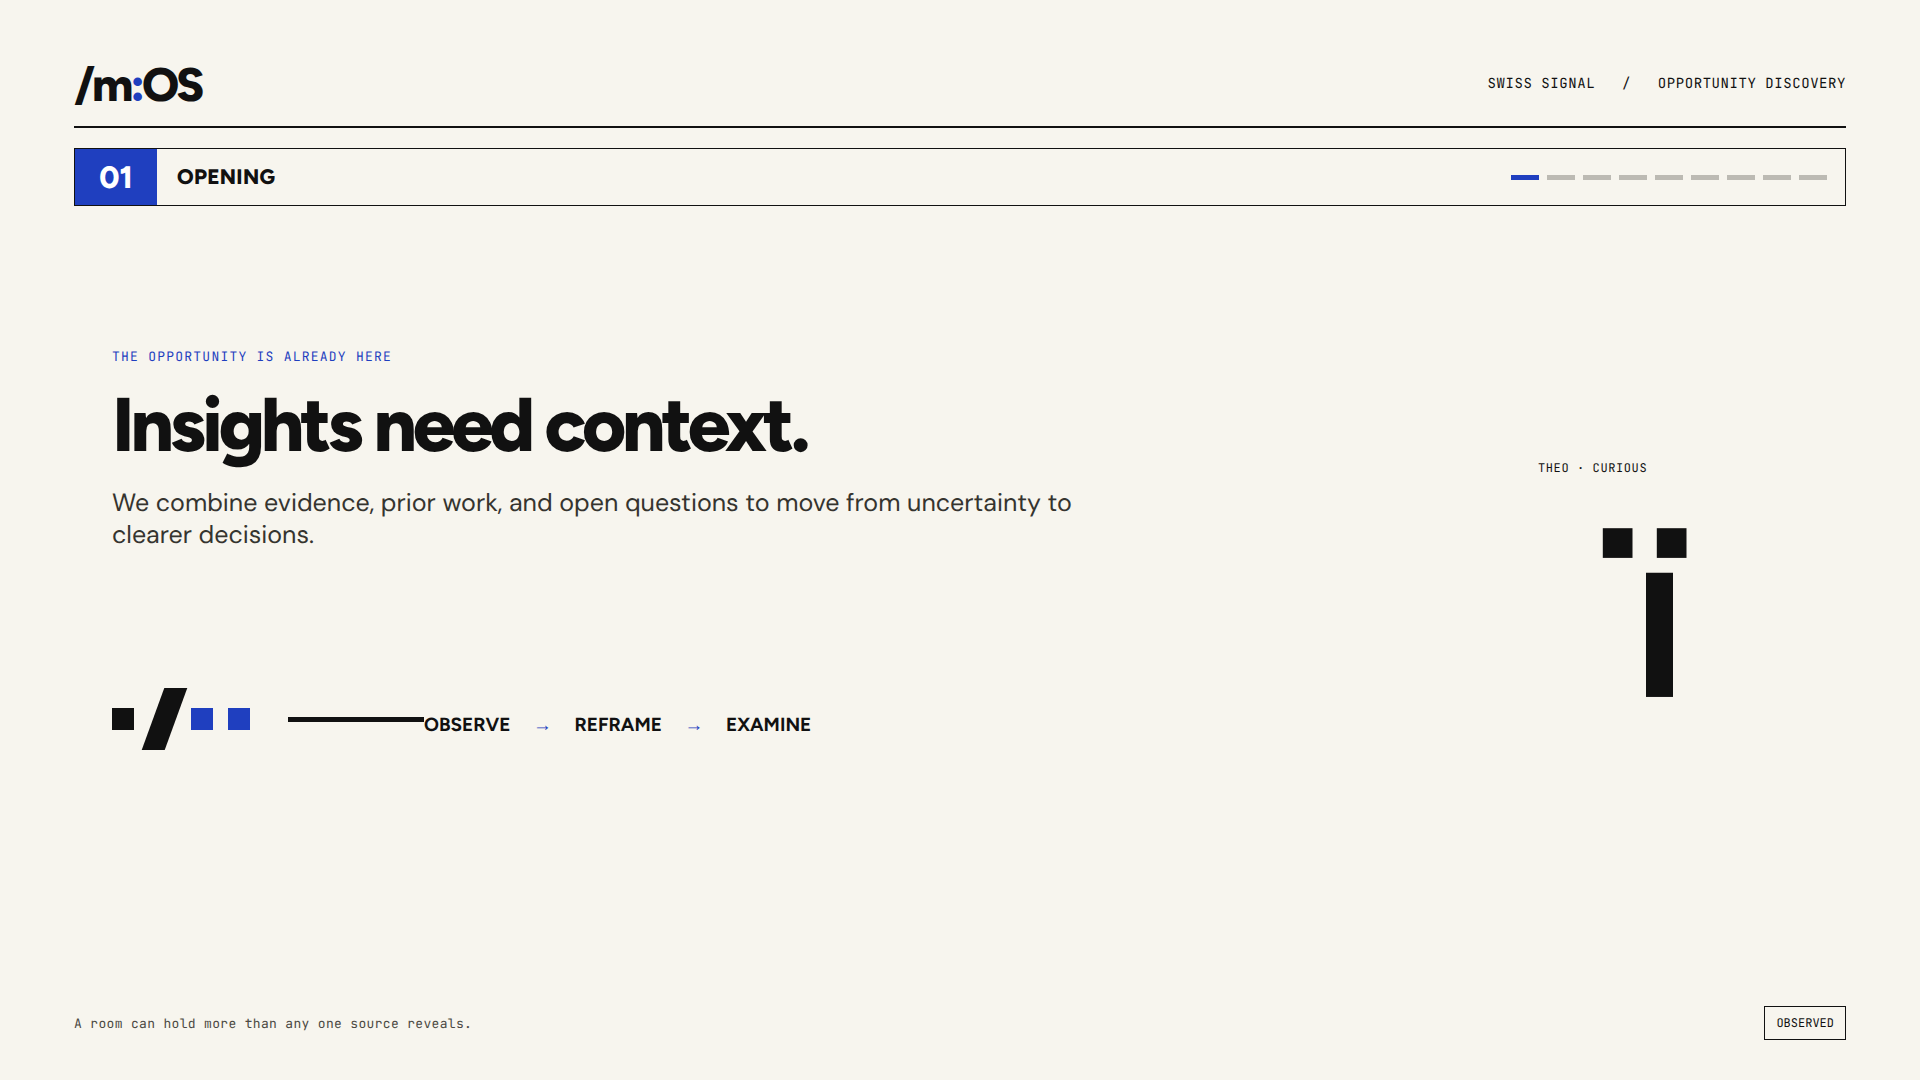 /m:OS
SWISS SIGNAL / OPPORTUNITY DISCOVERY
01 OPENING
THE OPPORTUNITY IS ALREADY HERE
Insights need context.
We combine evidence, prior work, and open questions to move from uncertainty to
clearer decisions.
THEO · CURIOUS
OBSERVE → REFRAME → EXAMINE
A room can hold more than any one source reveals.
OBSERVED